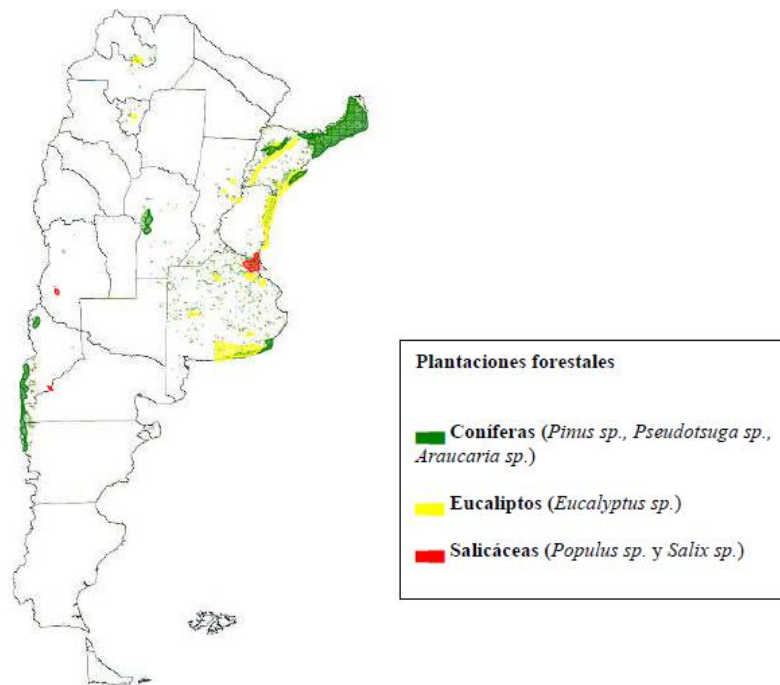 Plantaciones forestales
Coníferas (Pinus sp., Pseudotsuga sp.,
Araucaria sp.)
Eucaliptos (Eucalyptus sp.)
Salicáceas (Populus sp. y Salix sp.)